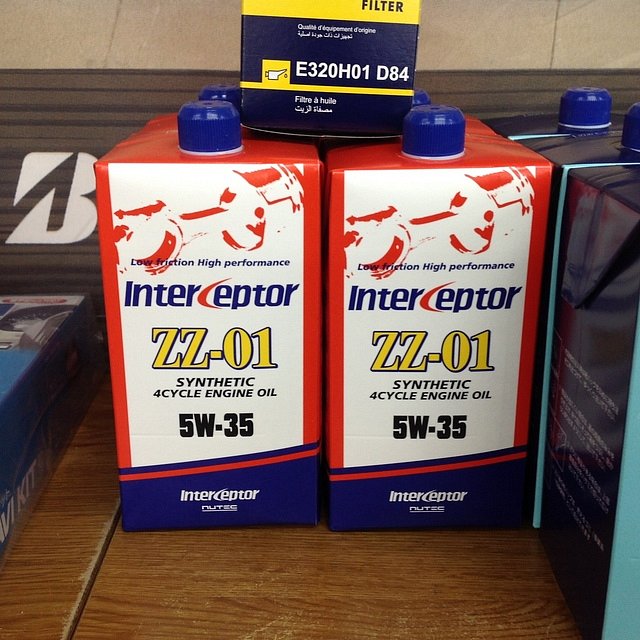 FILTER
Qualité d'équipement d'origine
تجهيزات ذات جودة أصلية
E320H01 D84
Filtre à huile
مصفاة الزيت
B
Low friction High performance
Interceptor
ZZ-01
SYNTHETIC
4CYCLE ENGINE OIL
5W-35
Interceptor
NUTEC
Low friction High performance
Interceptor
ZZ-01
SYNTHETIC
4CYCLE ENGINE OIL
5W-35
Interceptor
NUTEC
KIT